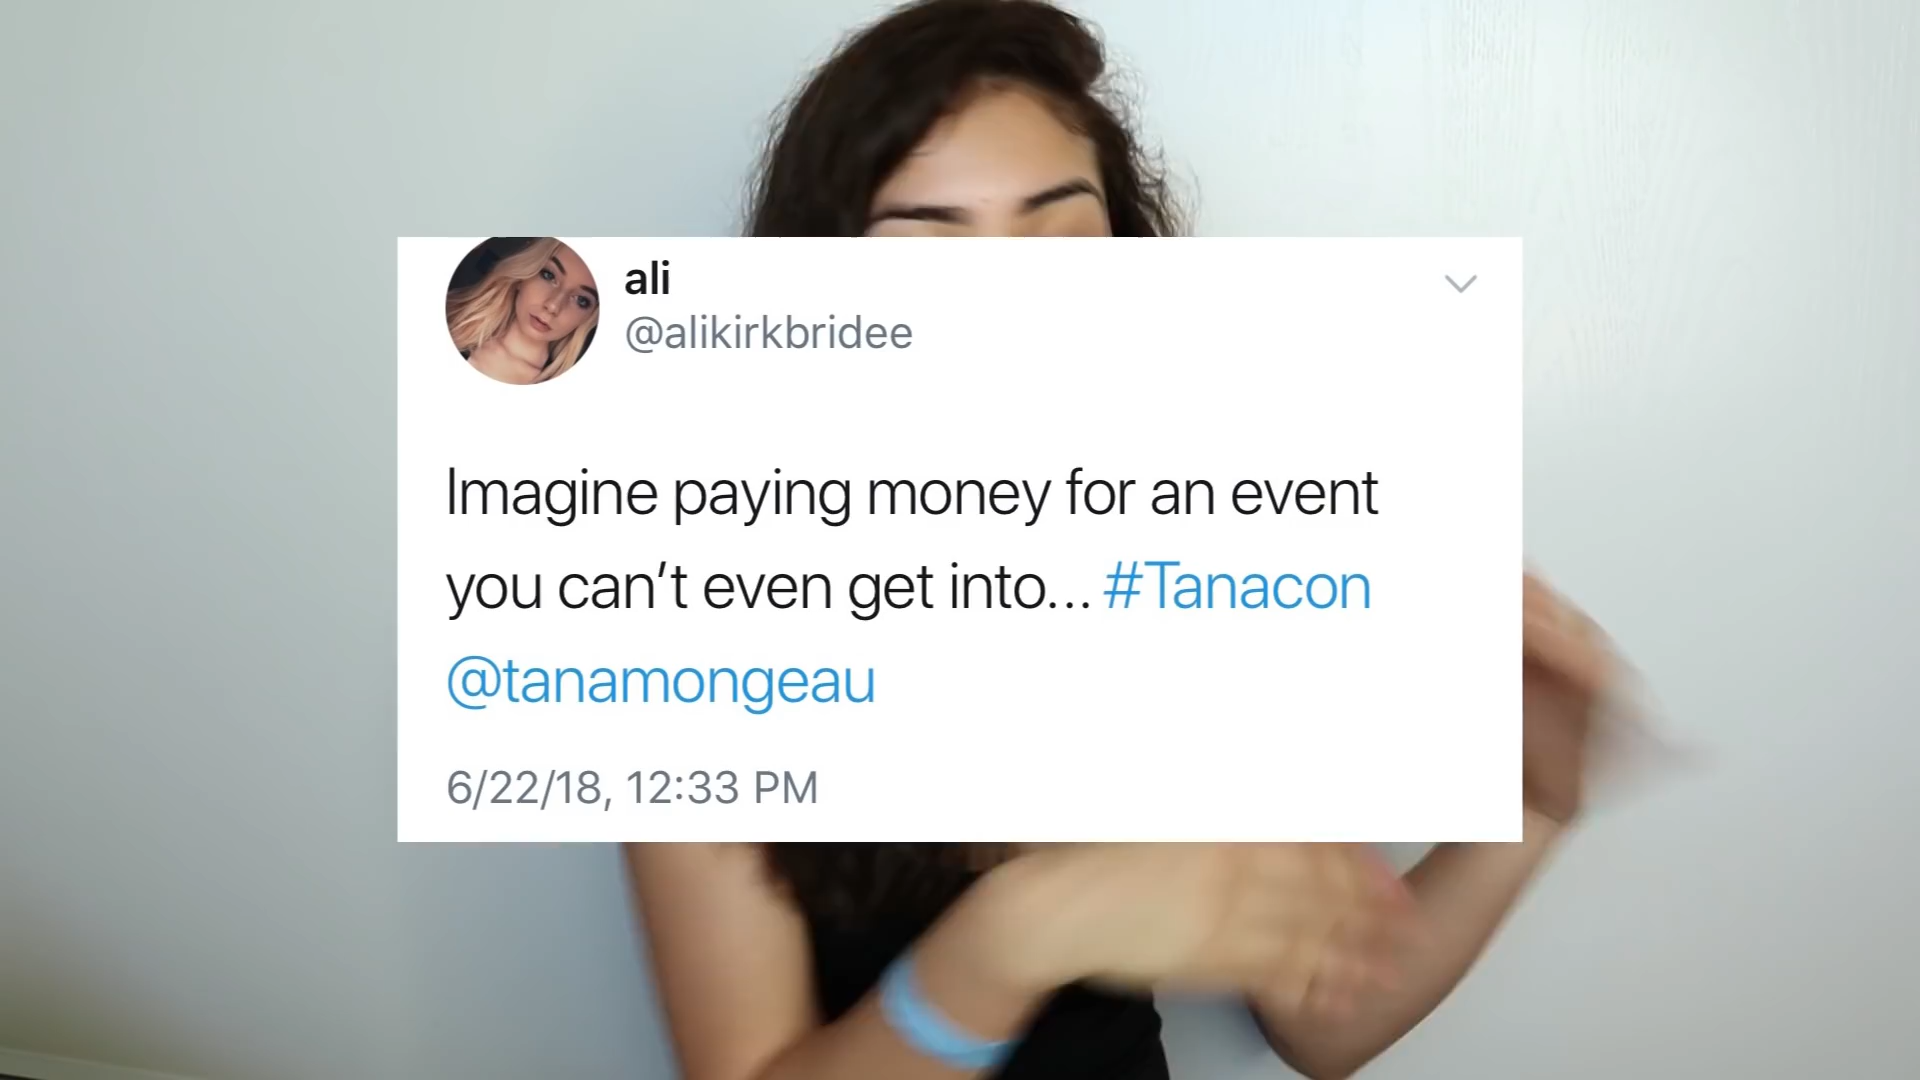 ali
@alikirkbridee
Imagine paying money for an event
you can’t even get into... #Tanacon
@tanamongeau
6/22/18, 12:33 PM